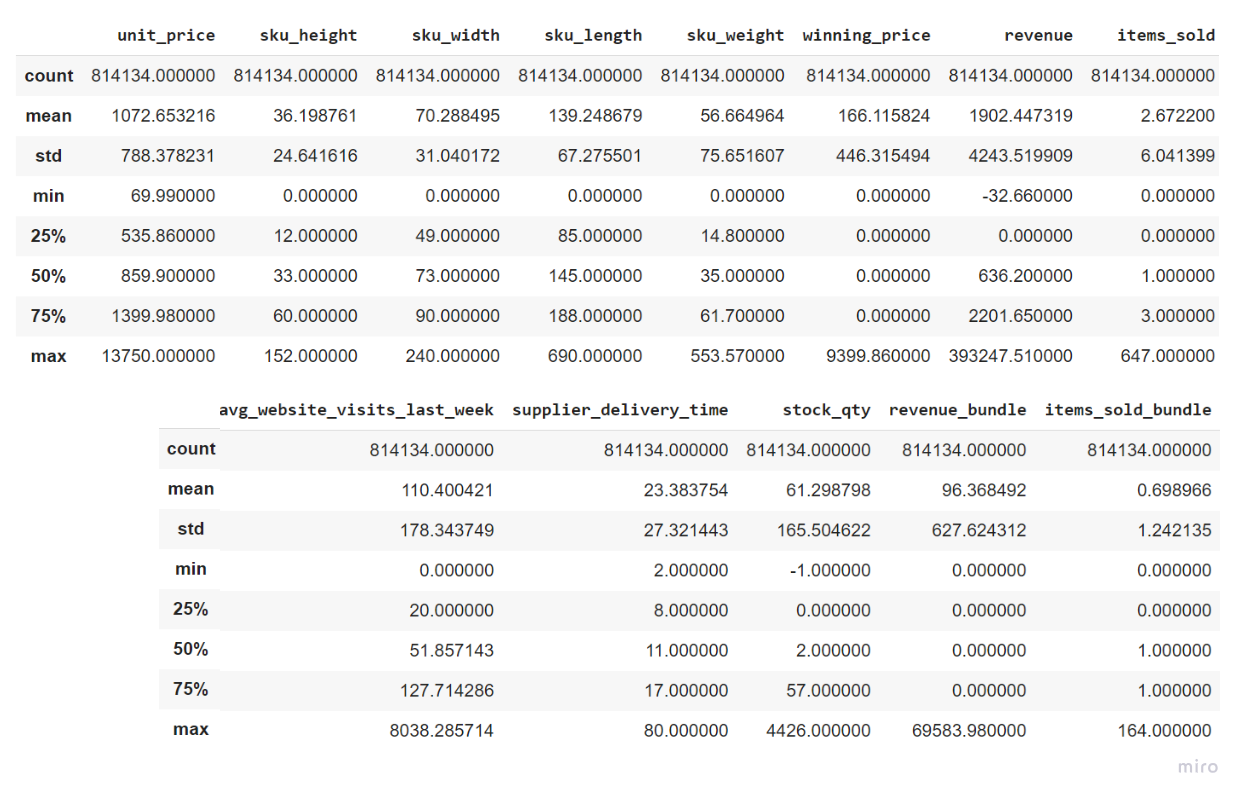 unit_price sku_height sku_width sku_length sku_weight winning_price revenue items_sold
count 814134.000000 814134.000000 814134.000000 814134.000000 814134.000000 814134.000000 814134.000000 814134.000000
mean 1072.653216 36.198761 70.288495 139.248679 56.664964 166.115824 1902.447319 2.672200
std 788.378231 24.641616 31.040172 67.275501 75.651607 446.315494 4243.519909 6.041399
min 69.990000 0.000000 0.000000 0.000000 0.000000 0.000000 -32.660000 0.000000
25% 535.860000 12.000000 49.000000 85.000000 14.800000 0.000000 0.000000 0.000000
50% 859.900000 33.000000 73.000000 145.000000 35.000000 0.000000 636.200000 1.000000
75% 1399.980000 60.000000 90.000000 188.000000 61.700000 0.000000 2201.650000 3.000000
max 13750.000000 152.000000 240.000000 690.000000 553.570000 9399.860000 393247.510000 647.000000
avg_website_visits_last_week supplier_delivery_time stock_qty revenue_bundle items_sold_bundle
count 814134.000000 814134.000000 814134.000000 814134.000000 814134.000000
mean 110.400421 23.383754 61.298798 96.368492 0.698966
std 178.343749 27.321443 165.504622 627.624312 1.242135
min 0.000000 2.000000 -1.000000 0.000000 0.000000
25% 20.000000 8.000000 0.000000 0.000000 0.000000
50% 51.857143 11.000000 2.000000 0.000000 1.000000
75% 127.714286 17.000000 57.000000 0.000000 1.000000
max 8038.285714 80.000000 4426.000000 69583.980000 164.000000
miro